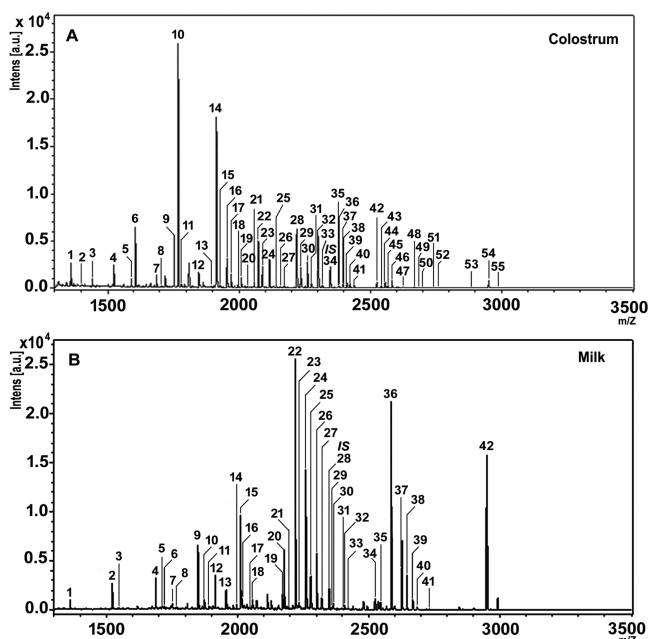 x 10⁴
A
Colostrum
Intens [a.u.]
2.5
2.0
1.5
1.0
0.5
0.0
1 2 3 4 5 6 7 8 9 10 11 12 13 14 15 16 17 18 19 20 21 22 23 24 25 26 27 28 29 30 31 32 33 IS 34 35 36 37 38 39 40 41 42 43 44 45 46 47 48 49 50 51 52 53 54 55
1500 2000 2500 3000 3500
m/Z
x 10⁴
B
Milk
Intens [a.u.]
2.5
2.0
1.5
1.0
0.5
0.0
1 2 3 4 5 6 7 8 9 10 11 12 13 14 15 16 17 18 19 20 21 22 23 24 25 26 27 IS 28 29 30 31 32 33 34 35 36 37 38 39 40 41 42
1500 2000 2500 3000 3500
m/Z